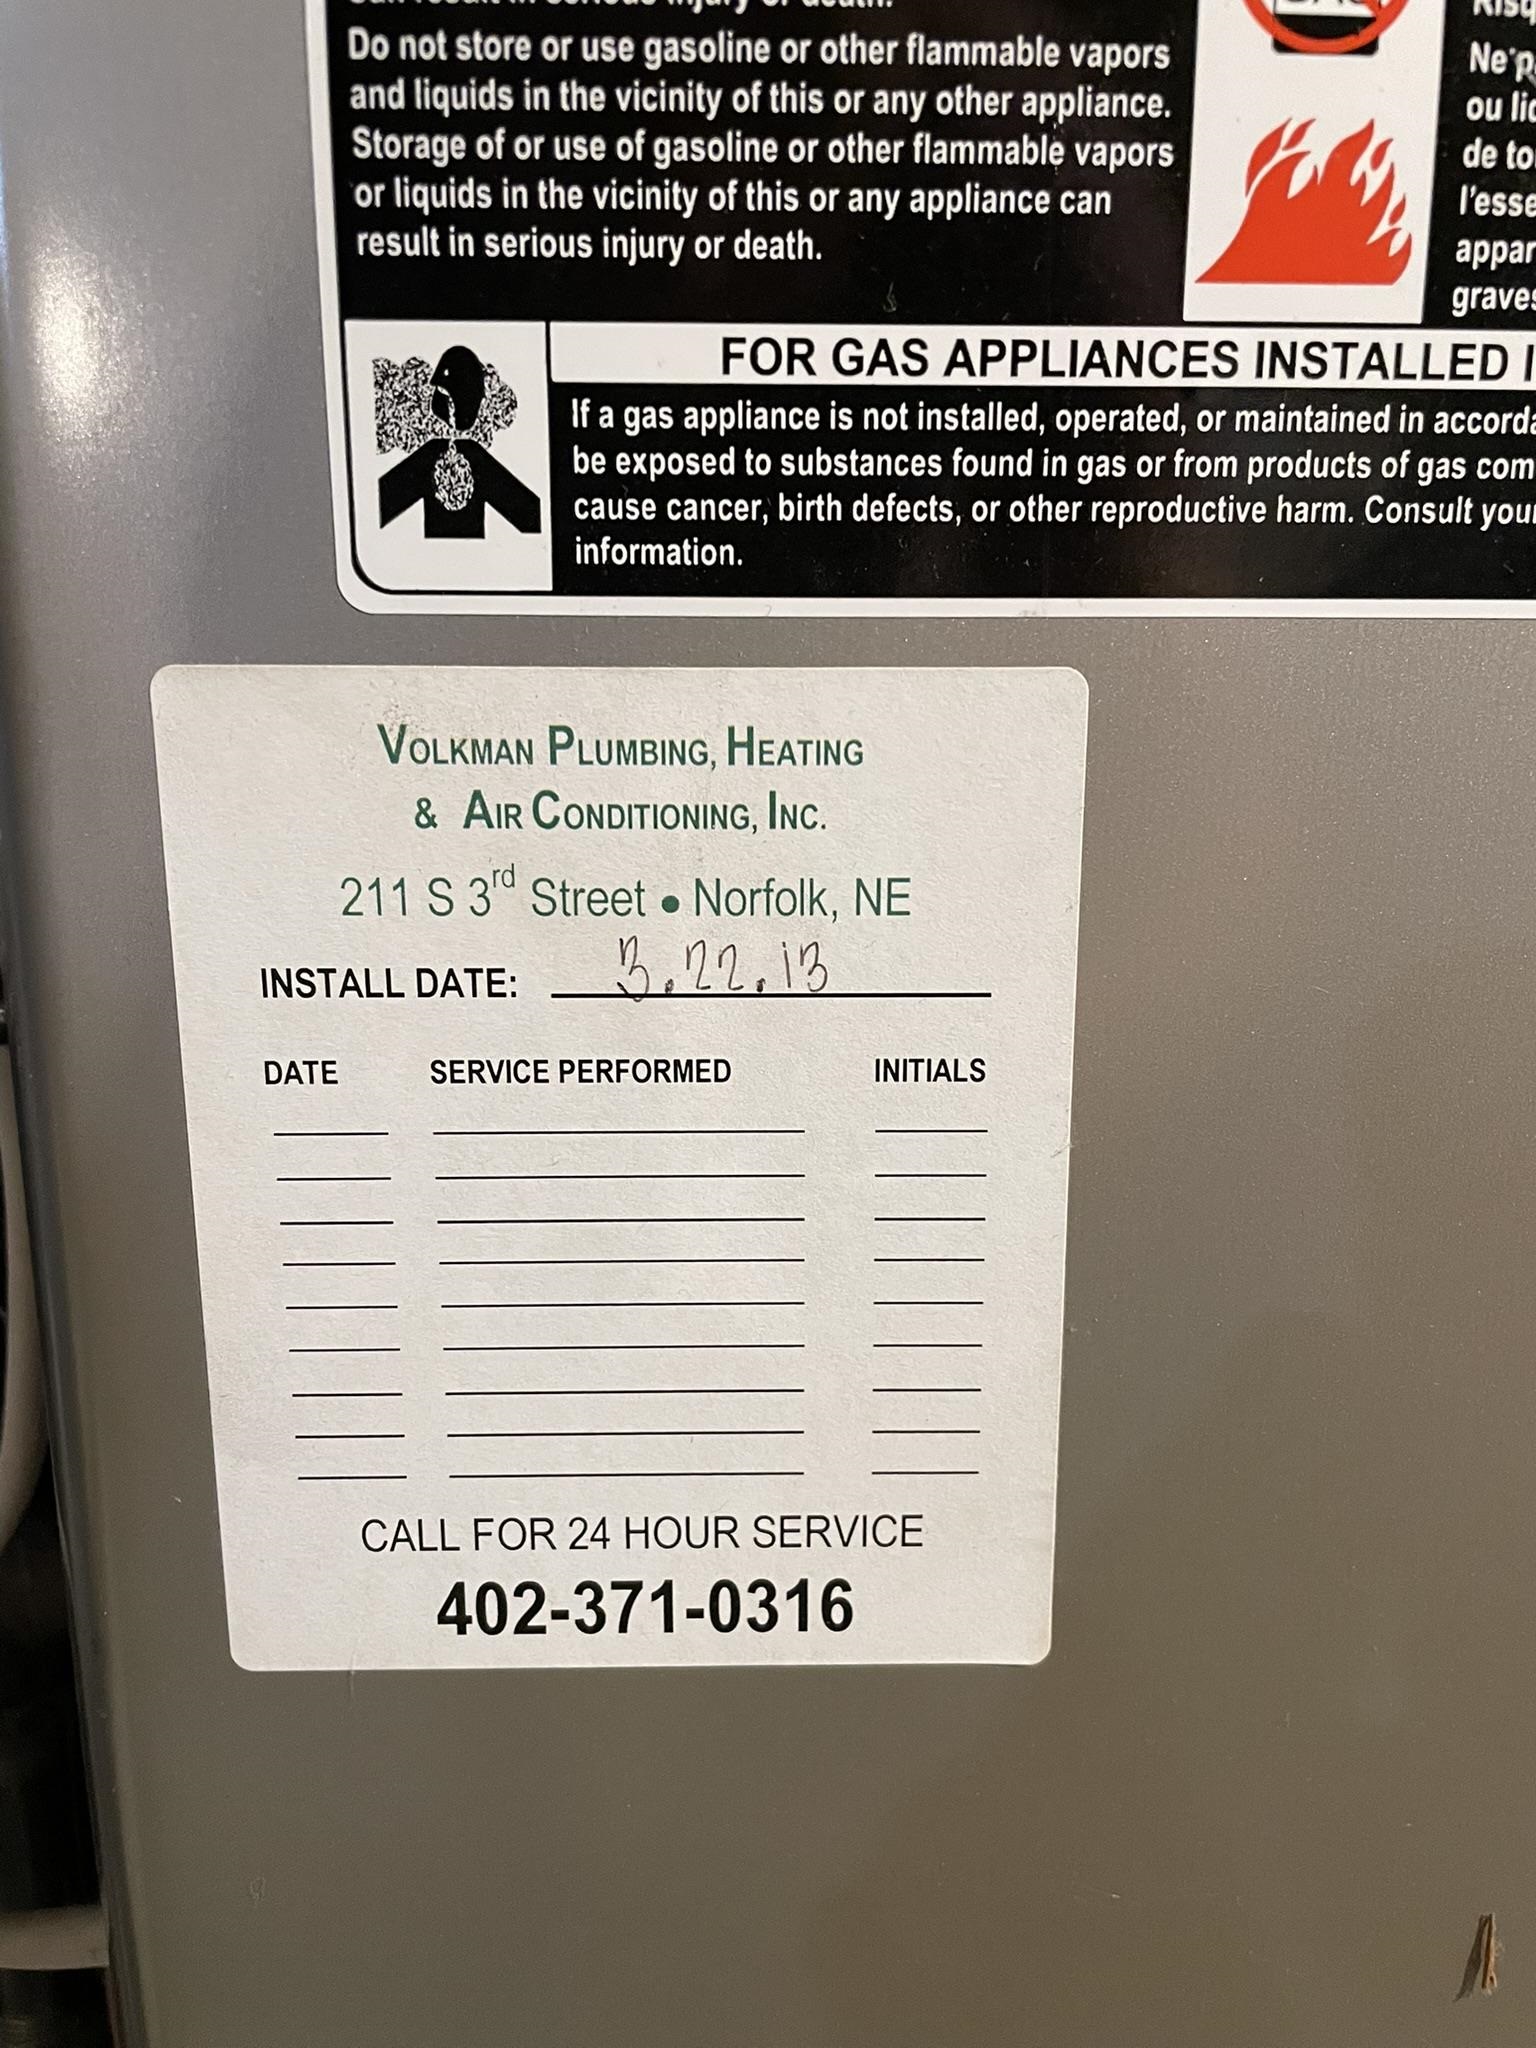 Do not store or use gasoline or other flammable vapors
and liquids in the vicinity of this or any other appliance.
Storage of or use of gasoline or other flammable vapors
or liquids in the vicinity of this or any appliance can
result in serious injury or death.
ou
de
FOR GAS APPLIANCES INSTALLED
If a gas appliance is not installed, operated, or maintained in
be exposed to substances found in gas or from products of gas
cause cancer, birth defects, or other reproductive harm. Consult
information.
VOLKMAN PLUMBING, HEATING
& AIR CONDITIONING, INC.
211 S 3rd Street • Norfolk, NE
INSTALL DATE: 3.22.13
DATE SERVICE PERFORMED INITIALS
CALL FOR 24 HOUR SERVICE
402-371-0316